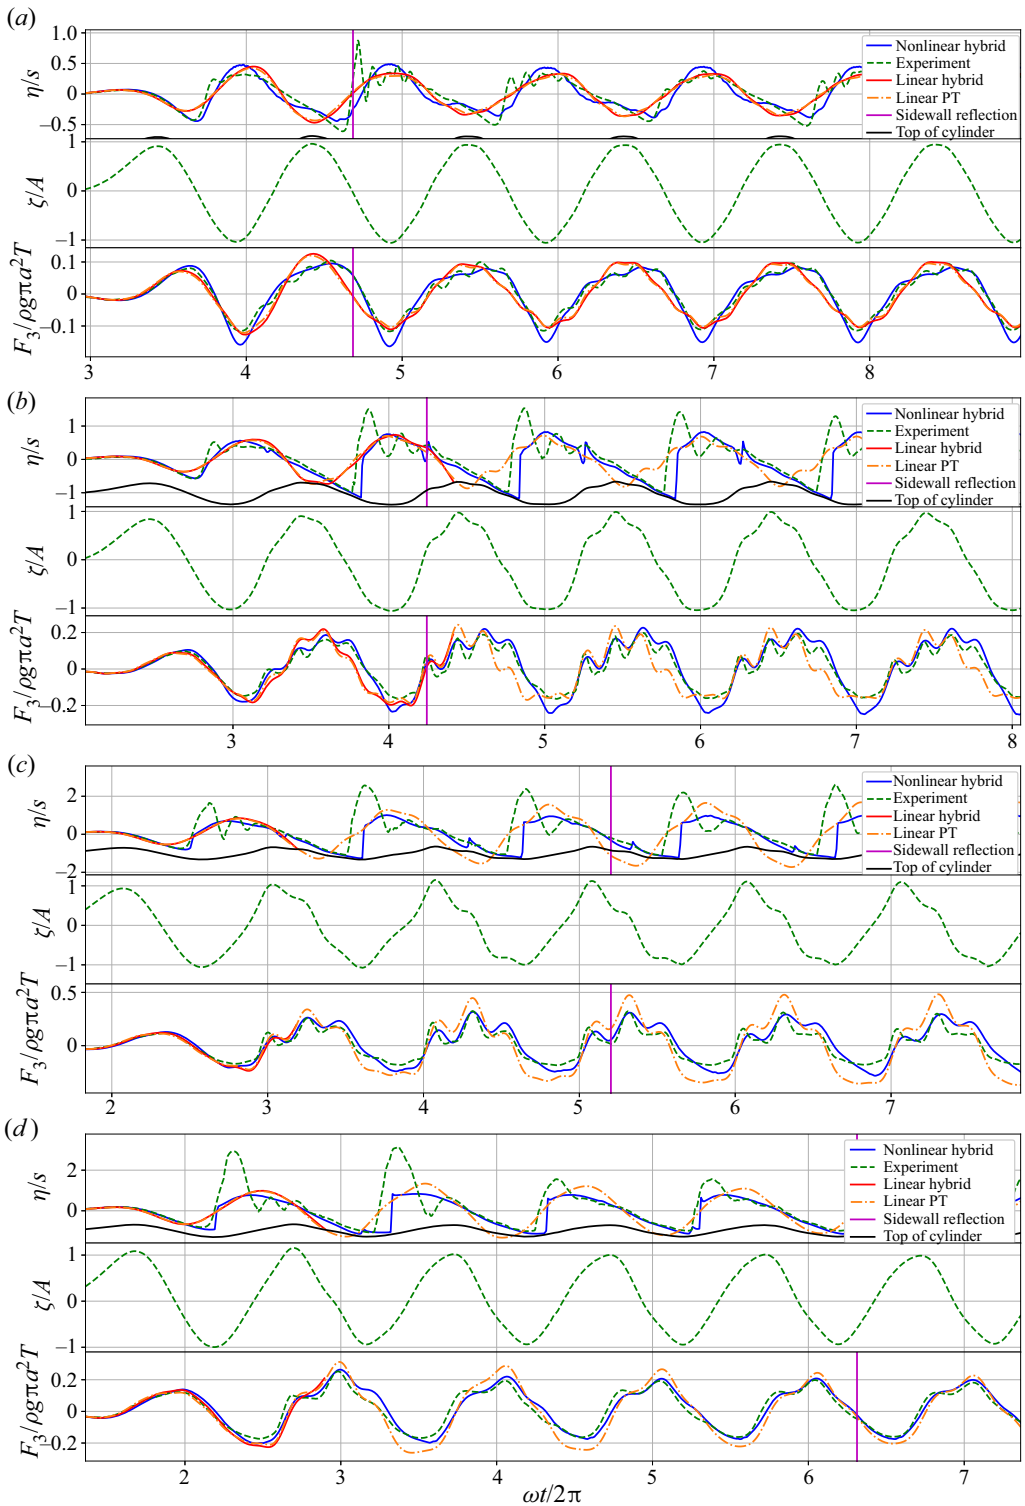 (a)
1.0
0.5
0
−0.5
η/s
Nonlinear hybrid
Experiment
Linear hybrid
Linear PT
Sidewall reflection
Top of cylinder
1
0
−1
ζ/A
0.1
0
−0.1
F₃/ρgπa²T
3 4 5 6 7 8
(b)
1
0
−1
η/s
Nonlinear hybrid
Experiment
Linear hybrid
Linear PT
Sidewall reflection
Top of cylinder
1
0
−1
ζ/A
0.2
0
−0.2
F₃/ρgπa²T
3 4 5 6 7 8
(c)
2
0
−2
η/s
Nonlinear hybrid
Experiment
Linear hybrid
Linear PT
Sidewall reflection
Top of cylinder
1
0
−1
ζ/A
0.5
0
F₃/ρgπa²T
2 3 4 5 6 7
(d)
2
0
η/s
Nonlinear hybrid
Experiment
Linear hybrid
Linear PT
Sidewall reflection
Top of cylinder
1
0
−1
ζ/A
0.2
0
−0.2
F₃/ρgπa²T
2 3 4 5 6 7
ωt/2π